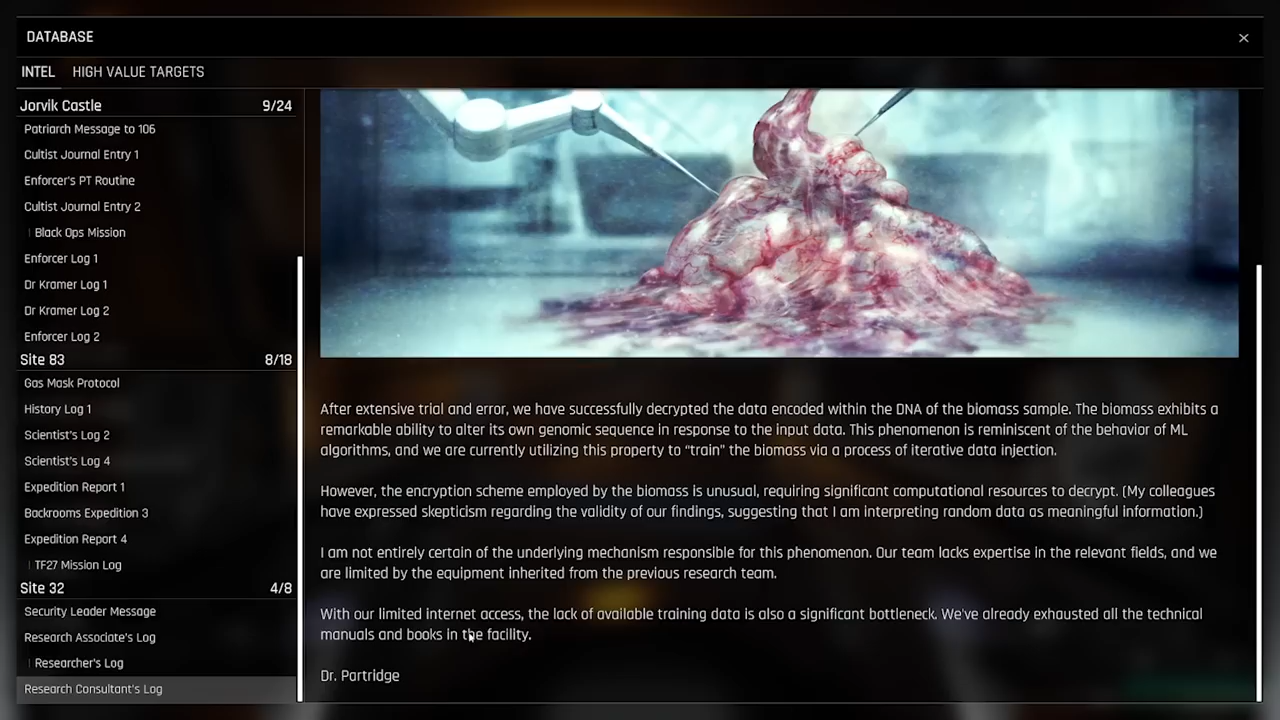 DATABASE
INTEL HIGH VALUE TARGETS
Jorvik Castle 9/24
Patriarch Message to 106
Cultist Journal Entry 1
Enforcer's PT Routine
Cultist Journal Entry 2
Black Ops Mission
Enforcer Log 1
Dr Kramer Log 1
Dr Kramer Log 2
Enforcer Log 2
Site 83 8/18
Gas Mask Protocol
History Log 1
Scientist's Log 2
Scientist's Log 4
Expedition Report 1
Backrooms Expedition 3
Expedition Report 4
TF27 Mission Log
Site 32 4/8
Security Leader Message
Research Associate's Log
Researcher's Log
Research Consultant's Log
After extensive trial and error, we have successfully decrypted the data encoded within the DNA of the biomass sample. The biomass exhibits a
remarkable ability to alter its own genomic sequence in response to the input data. This phenomenon is reminiscent of the behavior of ML
algorithms, and we are currently utilizing this property to "train" the biomass via a process of iterative data injection.
However, the encryption scheme employed by the biomass is unusual, requiring significant computational resources to decrypt. (My colleagues
have expressed skepticism regarding the validity of our findings, suggesting that I am interpreting random data as meaningful information.)
I am not entirely certain of the underlying mechanism responsible for this phenomenon. Our team lacks expertise in the relevant fields, and we
are limited by the equipment inherited from the previous research team.
With our limited internet access, the lack of available training data is also a significant bottleneck. We've already exhausted all the technical
manuals and books in the facility.
Dr. Partridge